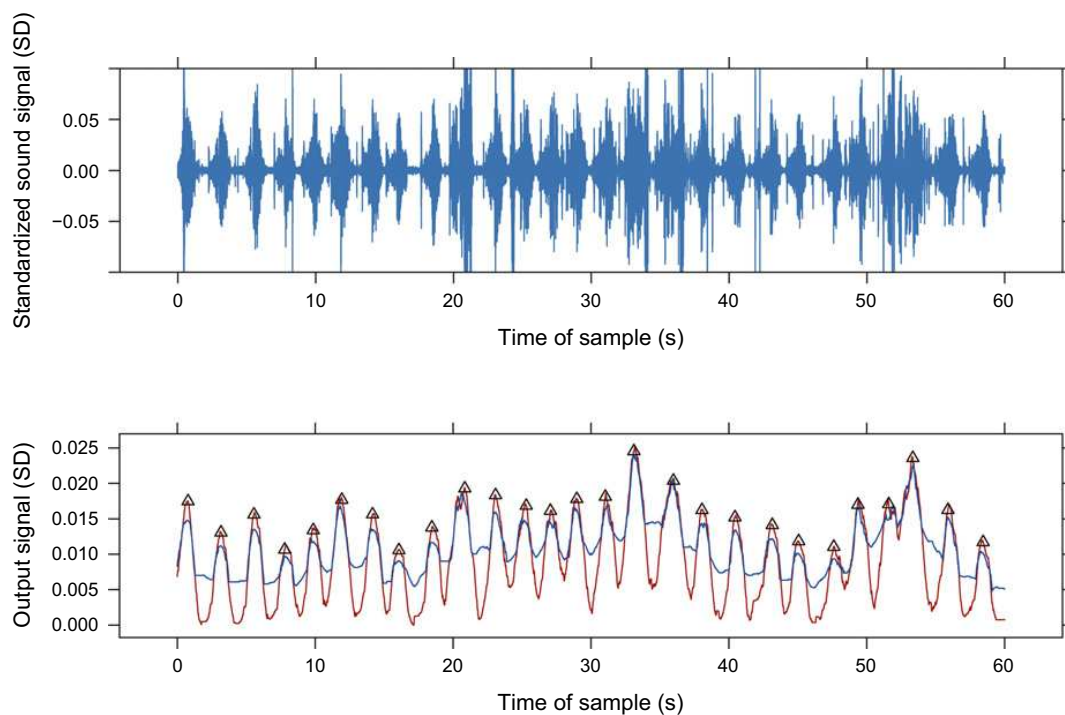 Standardized sound signal (SD)
0.05
0.00
−0.05
0 10 20 30 40 50 60
Time of sample (s)
Output signal (SD)
0.025
0.020
0.015
0.010
0.005
0.000
0 10 20 30 40 50 60
Time of sample (s)